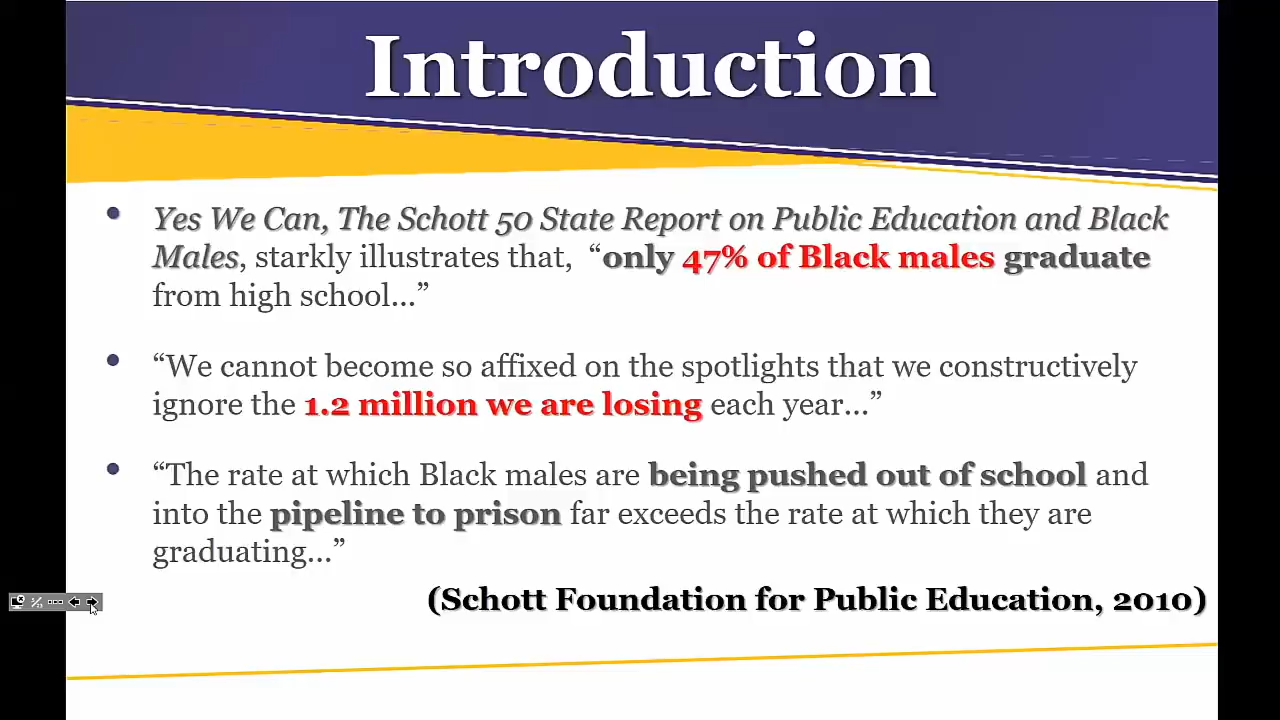 Introduction
• Yes We Can, The Schott 50 State Report on Public Education and Black
Males, starkly illustrates that, “only 47% of Black males graduate
from high school...”
• “We cannot become so affixed on the spotlights that we constructively
ignore the 1.2 million we are losing each year...”
• “The rate at which Black males are being pushed out of school and
into the pipeline to prison far exceeds the rate at which they are
graduating...”
(Schott Foundation for Public Education, 2010)